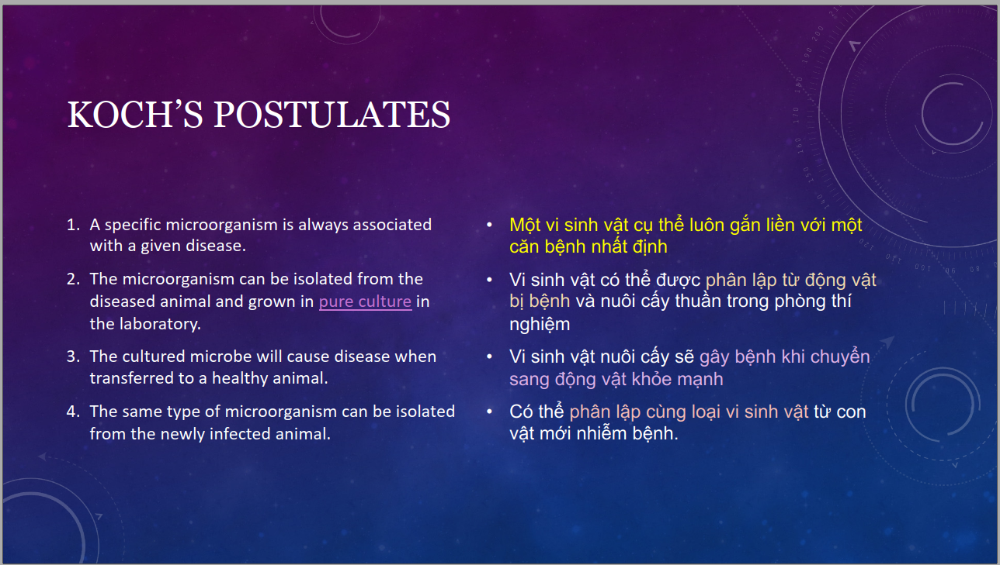 KOCH'S POSTULATES
1. A specific microorganism is always associated
with a given disease.
2. The microorganism can be isolated from the
diseased animal and grown in pure culture in
the laboratory.
3. The cultured microbe will cause disease when
transferred to a healthy animal.
4. The same type of microorganism can be isolated
from the newly infected animal.
• Một vi sinh vật cụ thể luôn gắn liền với một
căn bệnh nhất định
• Vi sinh vật có thể được phân lập từ động vật
bị bệnh và nuôi cấy thuần trong phòng thí
nghiệm
• Vi sinh vật nuôi cấy sẽ gây bệnh khi chuyển
sang động vật khỏe mạnh
• Có thể phân lập cùng loại vi sinh vật từ con
vật mới nhiễm bệnh.